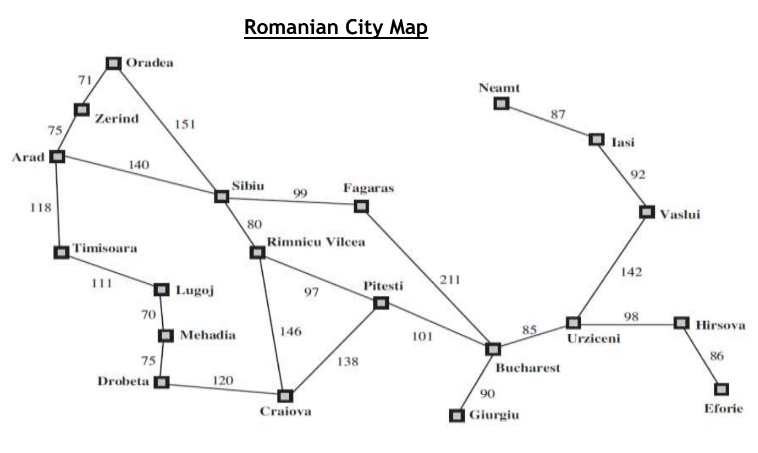 Romanian City Map
Oradea
Neamt
71
87
Zerind
151
Iasi
75
Arad
140
92
Sibiu
99
Fagaras
118
80
Vaslui
Timisoara
Rimnicu Vilcea
142
111
Lugoj
97
Pitesti
211
70
98
Hirsova
Mehadia
146
101
85
Urziceni
75
138
86
Bucharest
Drobeta
120
90
Eforie
Craiova
Giurgiu